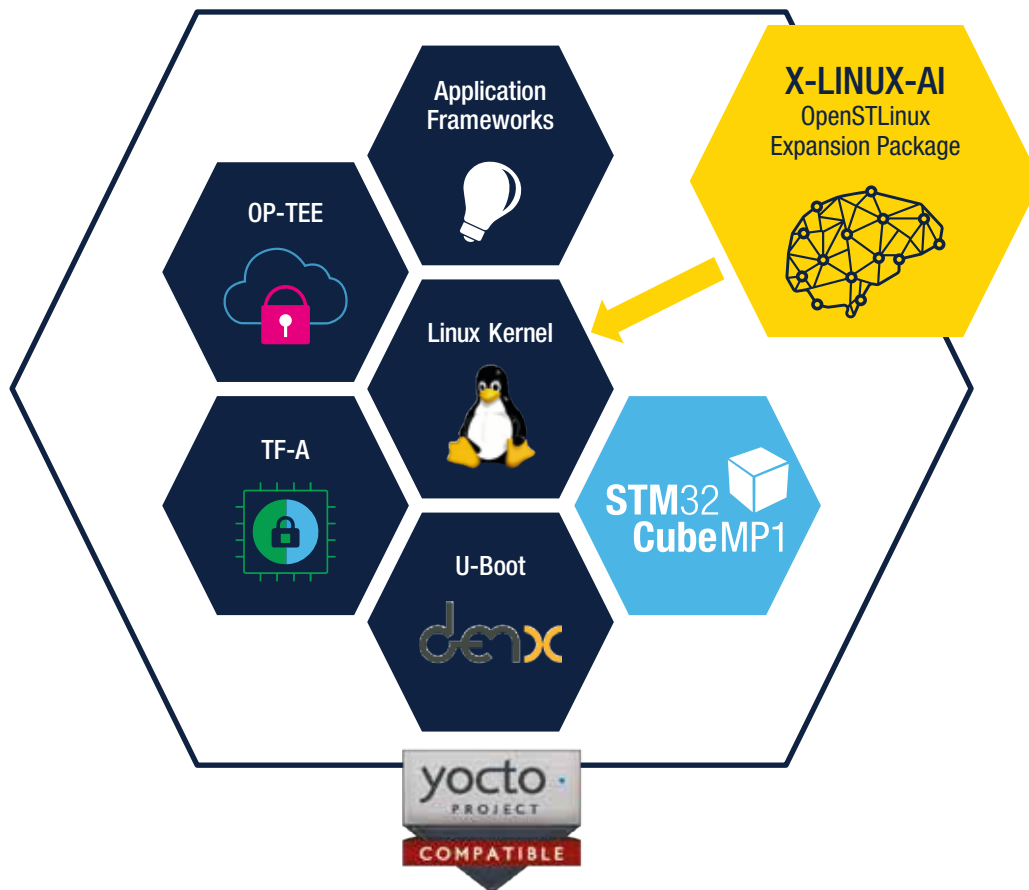 Application
Frameworks
X-LINUX-AI
OpenSTLinux
Expansion Package
OP-TEE
Linux Kernel
TF-A
STM32
CubeMP1
U-Boot
denx
yocto
PROJECT
COMPATIBLE